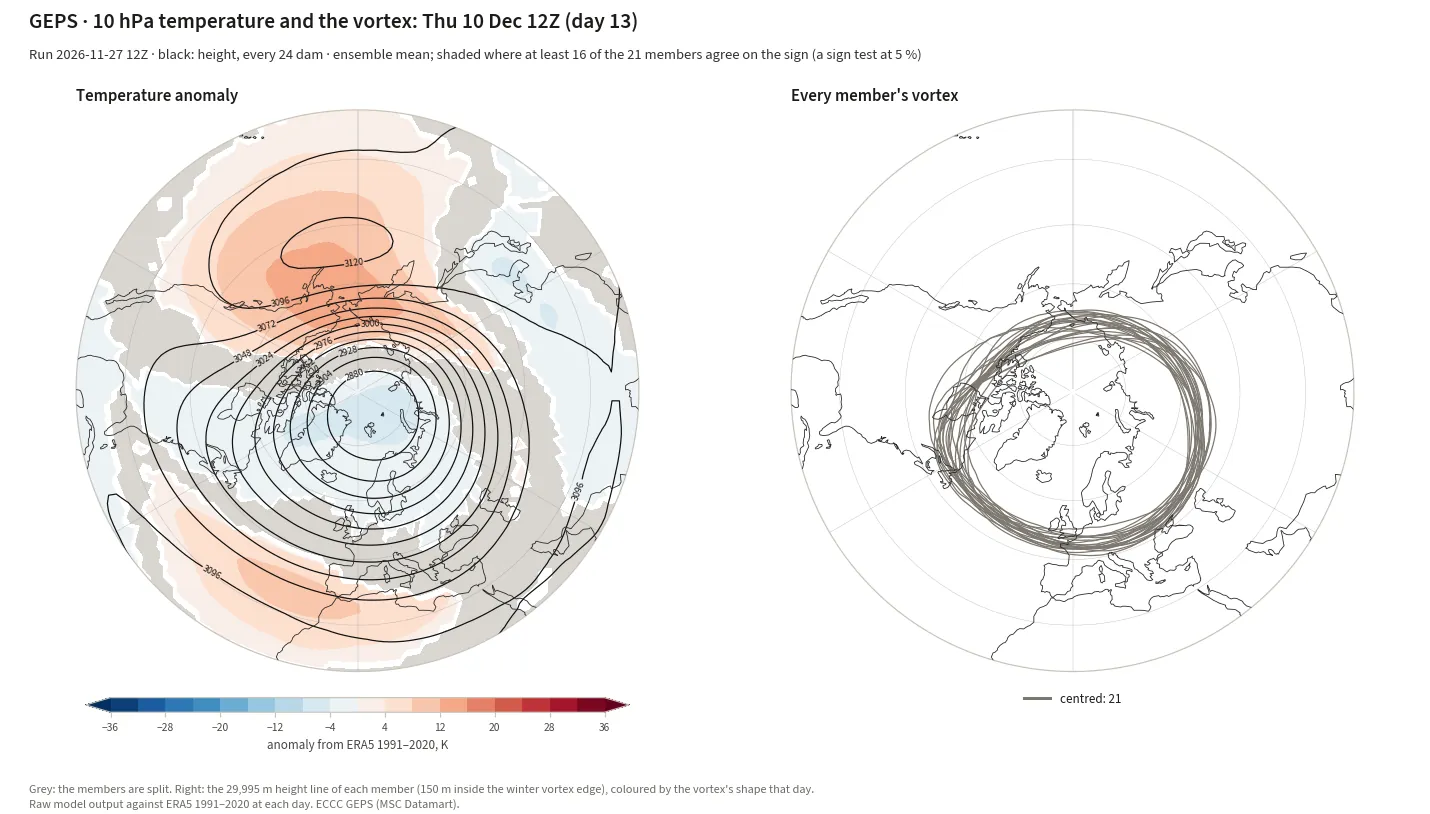 GEPS · 10 hPa temperature and the vortex: Thu 10 Dec 12Z (day 13)
Run 2026-11-27 12Z · black: height, every 24 dam · ensemble mean; shaded where at least 16 of the 21 members agree on the sign (a sign test at 5 %)
Temperature anomaly
Every member's vortex
3120
3096
3072
3000
2976
3048
3024
2928
2880
3096
3096
centred: 21
−36 −28 −20 −12 −4 4 12 20 28 36
anomaly from ERA5 1991–2020, K
Grey: the members are split. Right: the 29,995 m height line of each member (150 m inside the winter vortex edge), coloured by the vortex's shape that day.
Raw model output against ERA5 1991–2020 at each day. ECCC GEPS (MSC Datamart).